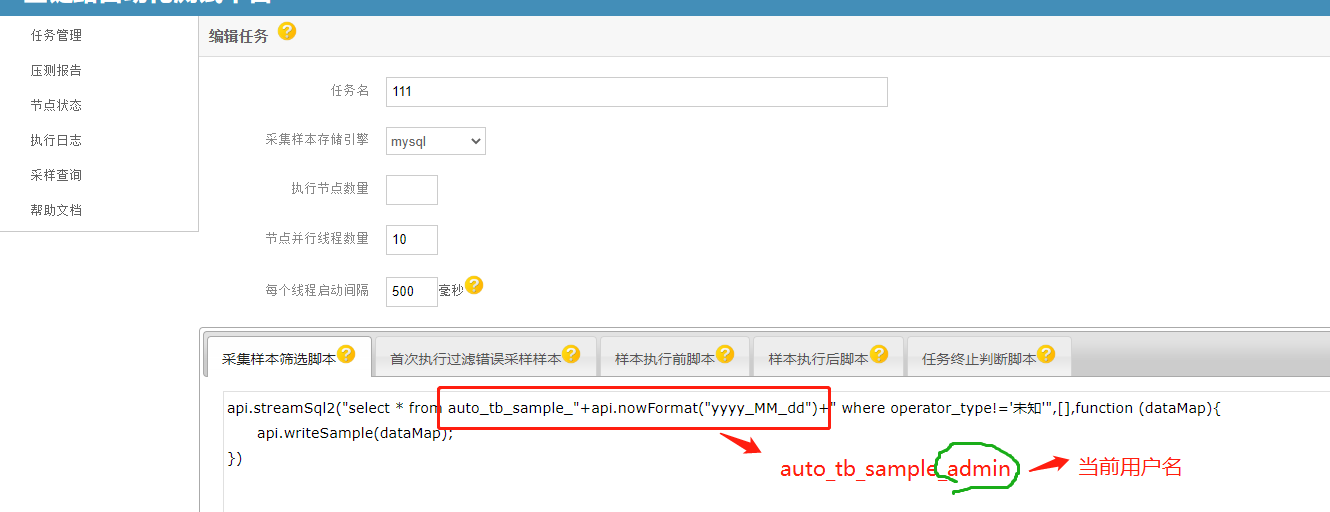 任务管理
压测报告
节点状态
执行日志
采样查询
帮助文档
编辑任务 ?
任务名 111
采集样本存储引擎 mysql
执行节点数量
节点并行线程数量 10
每个线程启动间隔 500 毫秒 ?
采集样本筛选脚本 ? 首次执行过滤错误采样样本 ? 样本执行前脚本 ? 样本执行后脚本 ? 任务终止判断脚本 ?
api.streamSql2("select * from auto_tb_sample_"+api.nowFormat("yyyy_MM_dd")+" where operator_type!='未知'",[],function (dataMap){
api.writeSample(dataMap);
})
auto_tb_sample_admin 当前用户名